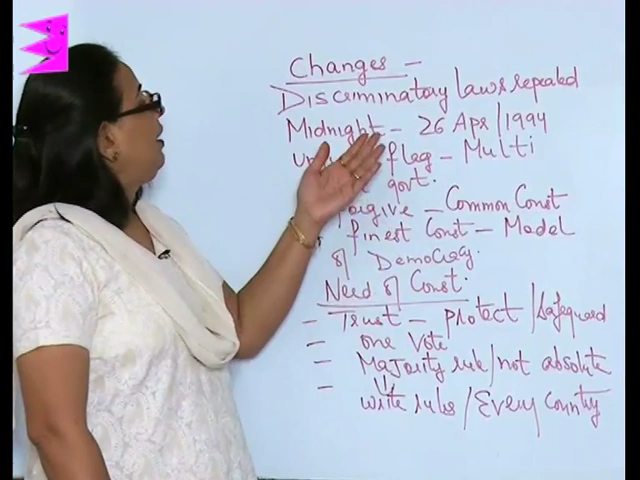 Changes -
Discriminatory laws repealed
Midnight - 26 Apr/1994
flag - Multi
govt.
forgive - Common Const
finest Const - Model
of Democracy.
Need of Const.
- Trust - protect/Safeguard
- one Vote
- Majority rule/not absolute
- Write rules/Every Country